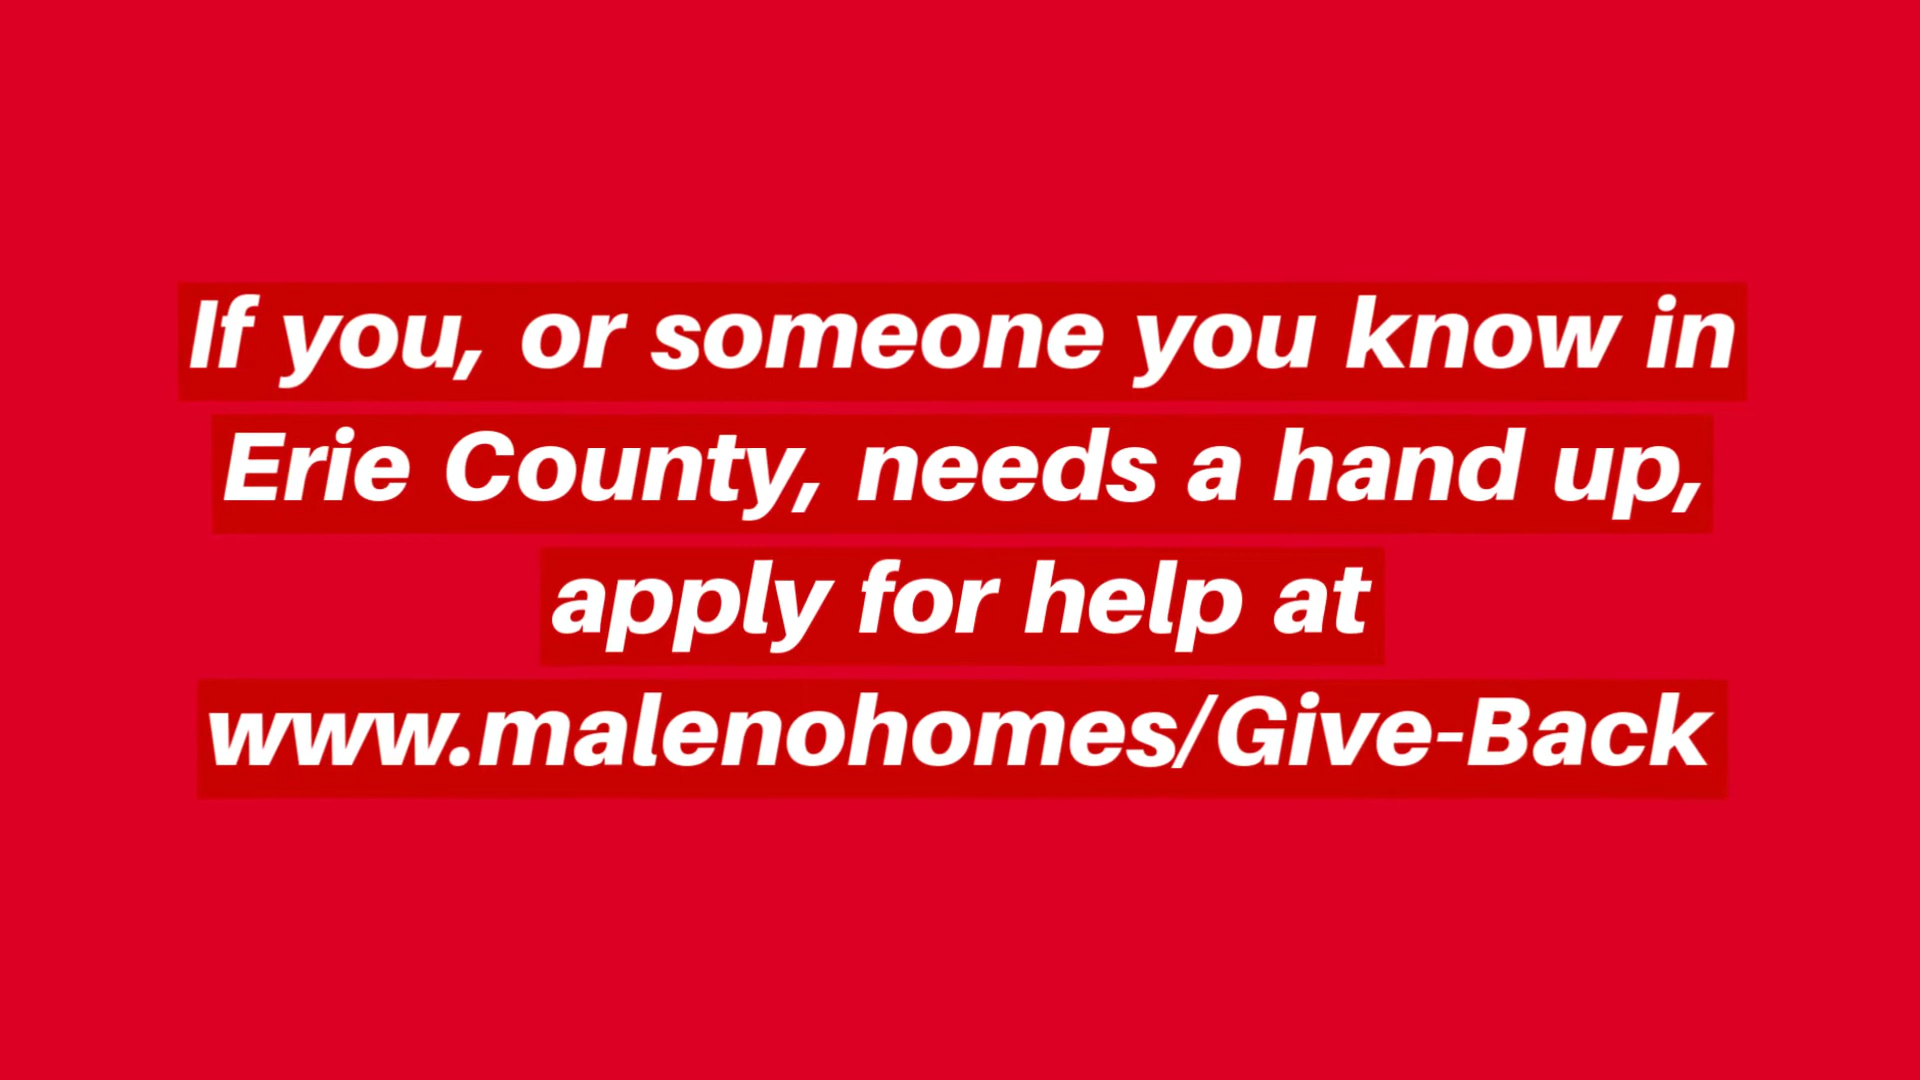 If you, or someone you know in
Erie County, needs a hand up,
apply for help at
www.malenohomes/Give-Back